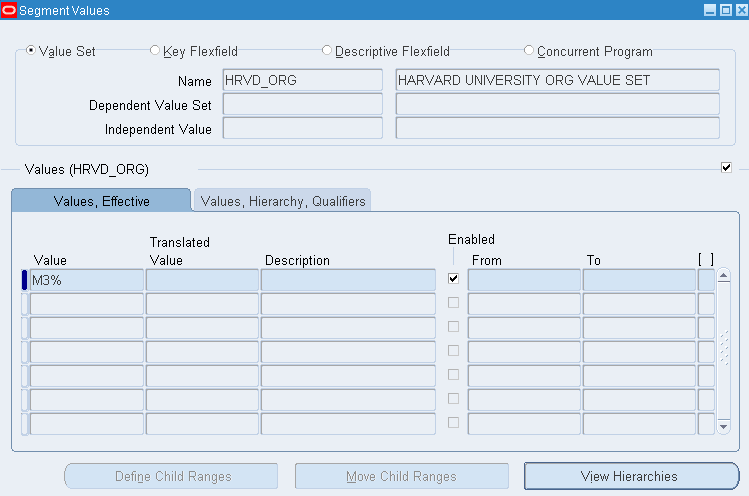 Segment Values
Value Set Key Flexfield Descriptive Flexfield Concurrent Program
Name HRVD_ORG HARVARD UNIVERSITY ORG VALUE SET
Dependent Value Set
Independent Value
Values (HRVD_ORG)
Values, Effective Values, Hierarchy, Qualifiers
Translated Enabled
Value Value Description From To [ ]
M3%
Define Child Ranges Move Child Ranges View Hierarchies